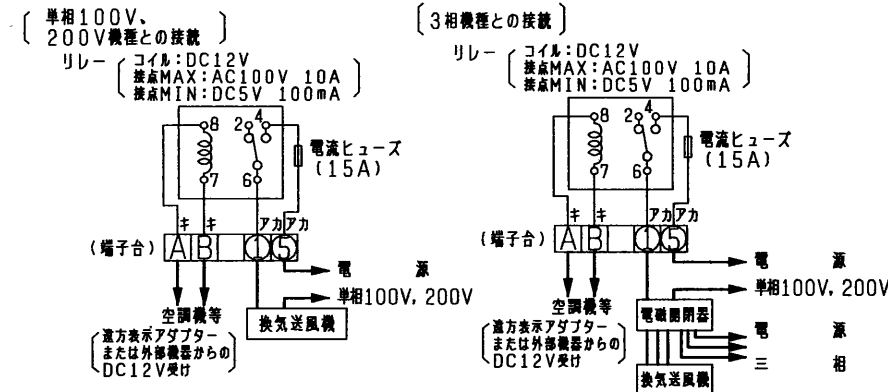 単相100V、
200V機種との接続
リレー
コイル:DC12V
接点MAX:AC100V 10A
接点MIN:DC5V 100mA
8
2
4
7
6
電流ヒューズ
(15A)
キ
キ
アカ
アカ
(端子台)
A
B
1
5
電 源
単相100V,200V
空調機等
換気送風機
遠方表示アダプター
または外部機器からの
DC12V受け
3相機種との接続
リレー
コイル:DC12V
接点MAX:AC100V 10A
接点MIN:DC5V 100mA
8
2
4
7
6
電流ヒューズ
(15A)
キ
キ
アカ
アカ
(端子台)
A
B
1
5
電 源
単相100V,200V
空調機等
電磁開閉器
遠方表示アダプター
または外部機器からの
DC12V受け
電 源
三 相
換気送風機